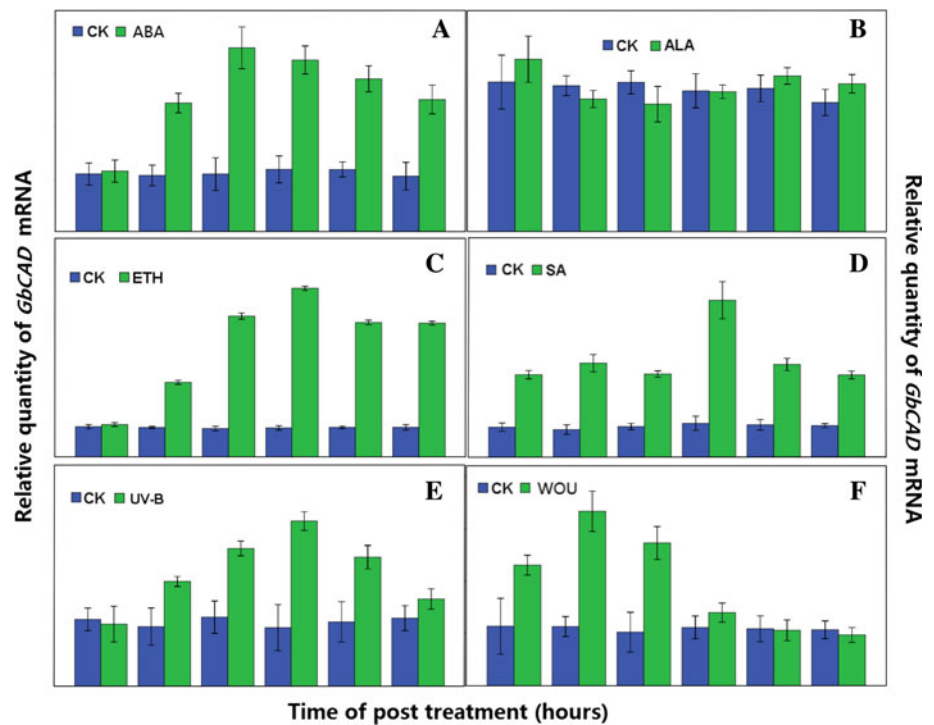 CK ABA A
CK ALA B
Relative quantity of GbCAD mRNA
CK ETH C
CK SA D
Relative quantity of GbCAD mRNA
CK UV-B E
CK WOU F
Time of post treatment (hours)